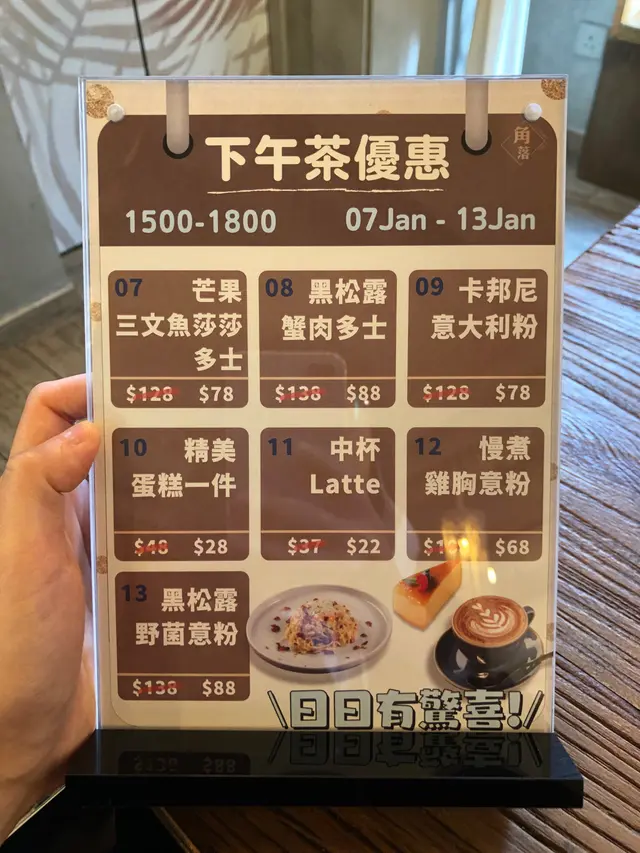 下午茶優惠
角落
1500-1800
07Jan - 13Jan
07 芒果
三文魚莎莎
多士
$128 $78
08 黑松露
蟹肉多士
$138 $88
09 卡邦尼
意大利粉
$128 $78
10 精美
蛋糕一件
$48 $28
11 中杯
Latte
$37 $22
12 慢煮
雞胸意粉
$68
13 黑松露
野菌意粉
$138 $88
日日有驚喜!